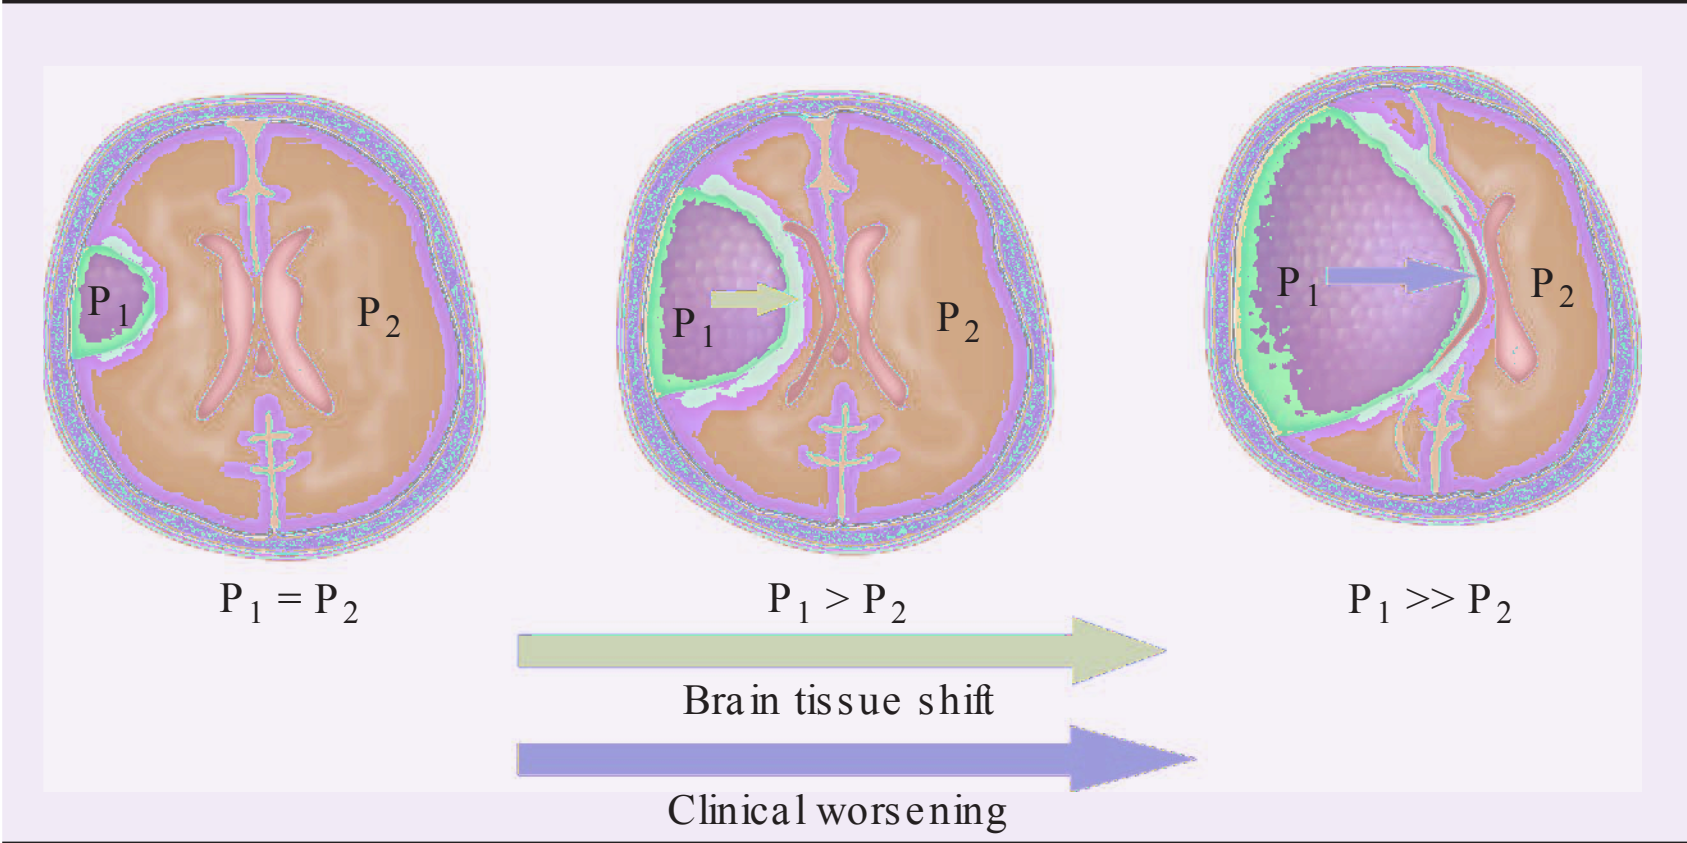 P1 P2
P1 P2
P1 P2
P1 = P2
P1 > P2
P1 >> P2
Brain tissue shift
Clinical worsening